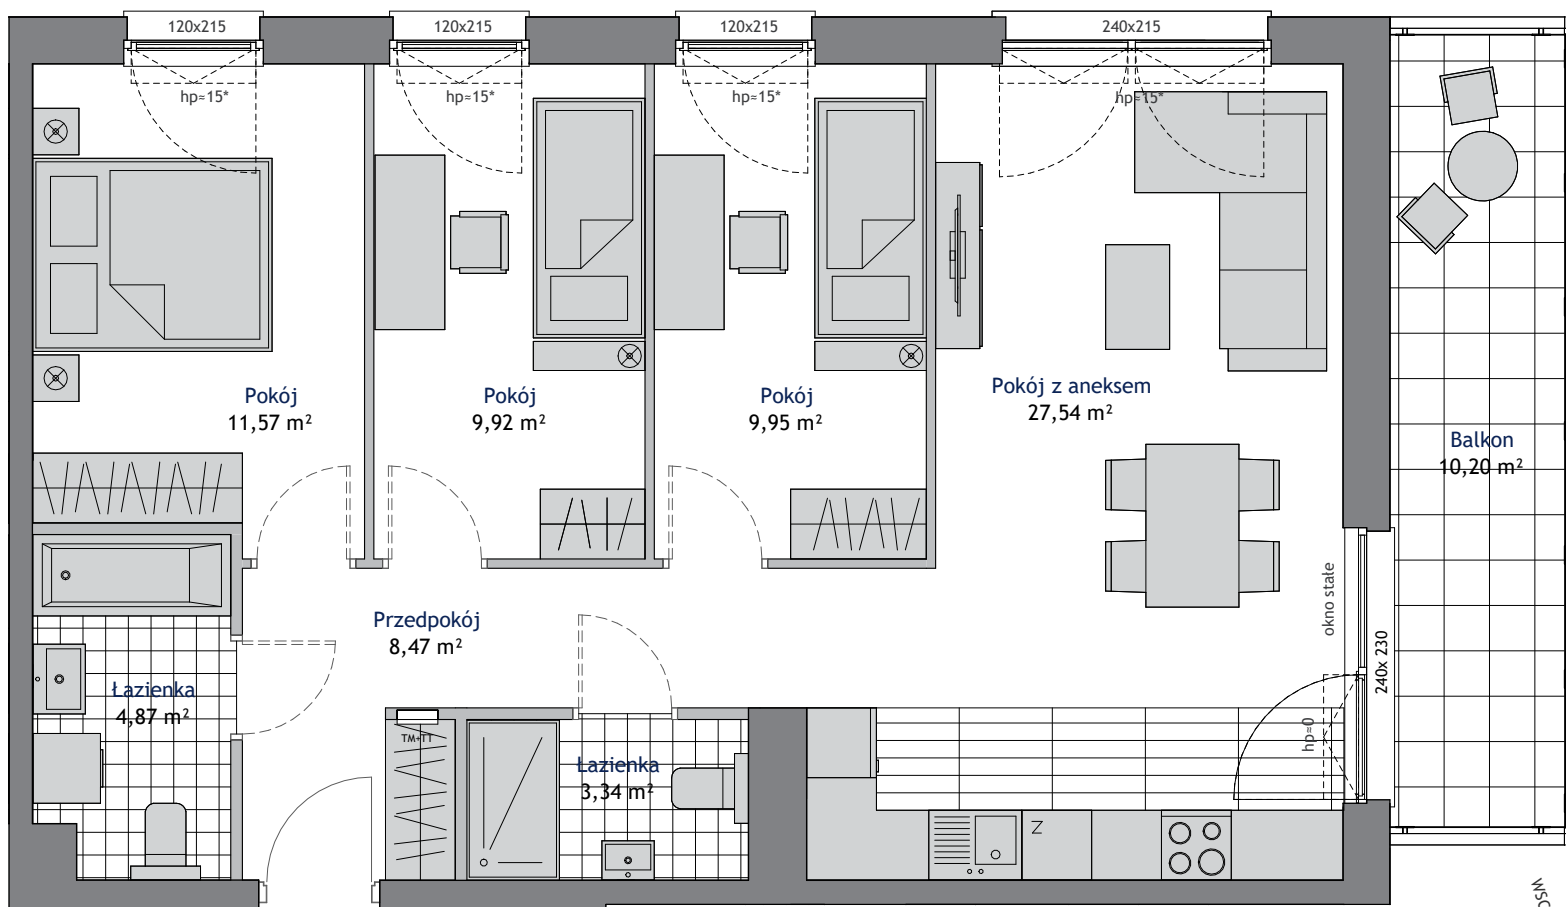 120x215
120x215
120x215
240x215
hp≈15*
hp≈15*
hp≈15*
hp≈15*
Pokój
11,57 m²
Pokój
9,92 m²
Pokój
9,95 m²
Pokój z aneksem
27,54 m²
Balkon
10,20 m²
okno stałe
240x 230
hp≈0
Przedpokój
8,47 m²
Łazienka
4,87 m²
TM+TT
Łazienka
3,34 m²
Z